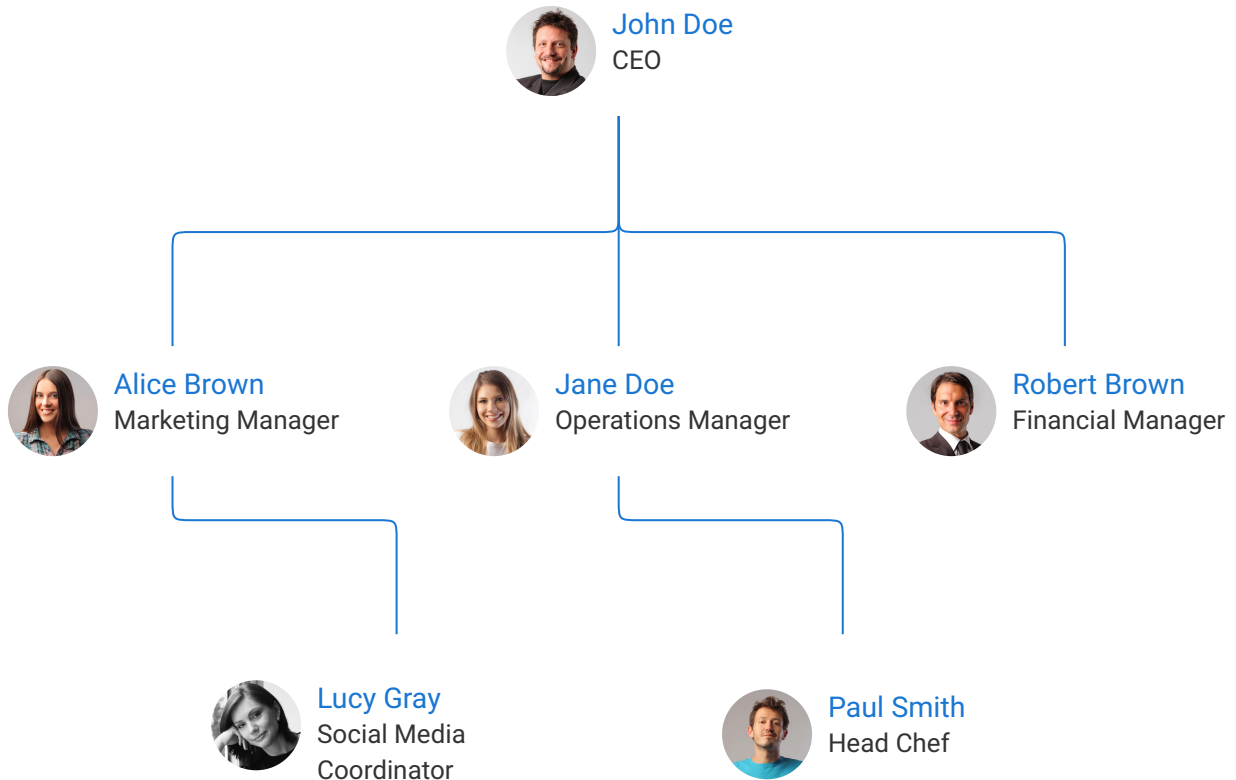 John Doe
CEO
Alice Brown
Marketing Manager
Jane Doe
Operations Manager
Robert Brown
Financial Manager
Lucy Gray
Social Media
Coordinator
Paul Smith
Head Chef